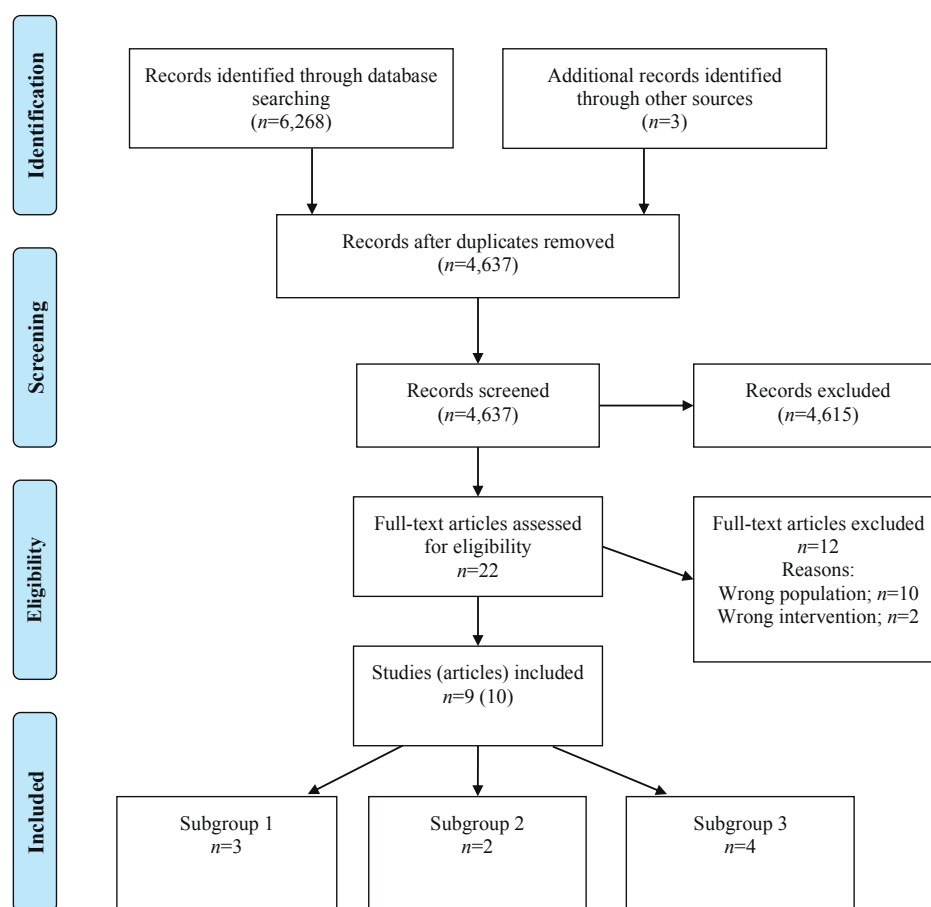 Identification
Records identified through database
searching
(n=6,268)
Additional records identified
through other sources
(n=3)
Records after duplicates removed
(n=4,637)
Screening
Records screened
(n=4,637)
Records excluded
(n=4,615)
Eligibility
Full-text articles assessed
for eligibility
n=22
Full-text articles excluded
n=12
Reasons:
Wrong population; n=10
Wrong intervention; n=2
Studies (articles) included
n=9 (10)
Included
Subgroup 1
n=3
Subgroup 2
n=2
Subgroup 3
n=4